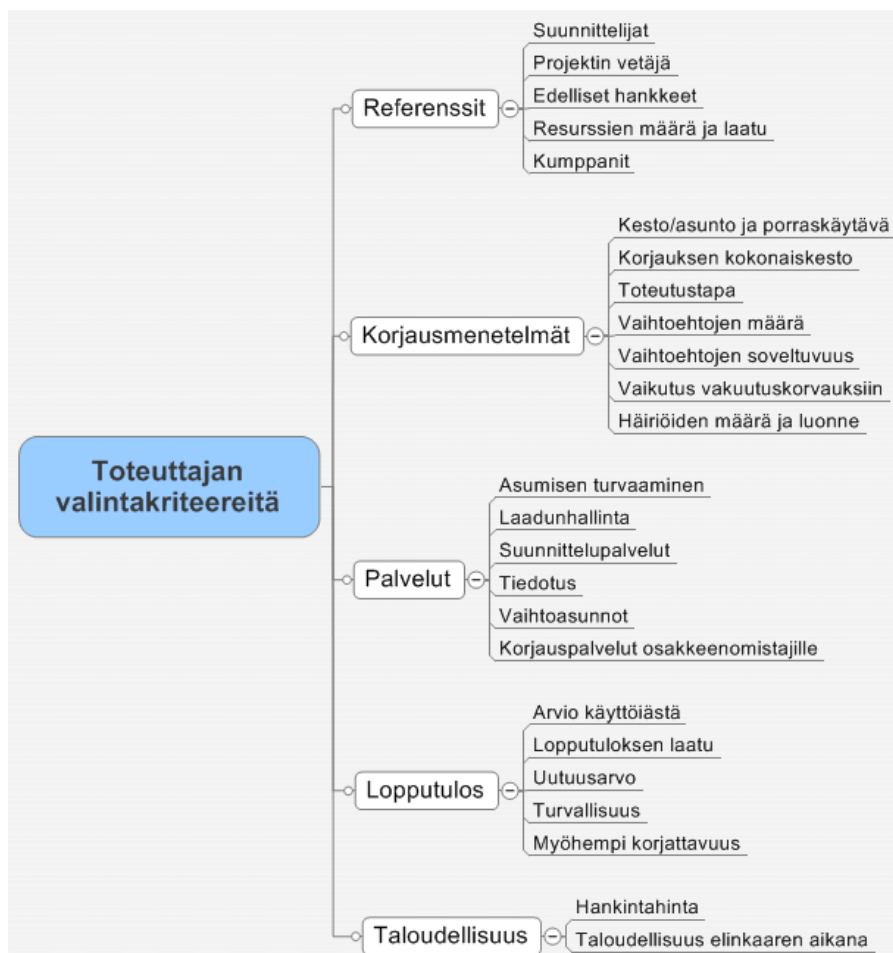 Toteuttajan
valintakriteereitä
Referenssit
Suunnittelijat
Projektin vetäjä
Edelliset hankkeet
Resurssien määrä ja laatu
Kumppanit
Korjausmenetelmät
Kesto/asunto ja porraskäytävä
Korjauksen kokonaiskesto
Toteutustapa
Vaihtoehtojen määrä
Vaihtoehtojen soveltuvuus
Vaikutus vakuutuskorvauksiin
Häiriöiden määrä ja luonne
Palvelut
Asumisen turvaaminen
Laadunhallinta
Suunnittelupalvelut
Tiedotus
Vaihtoasunnot
Korjauspalvelut osakkeenomistajille
Lopputulos
Arvio käyttöiästä
Lopputuloksen laatu
Uutuusarvo
Turvallisuus
Myöhempi korjattavuus
Taloudellisuus
Hankintahinta
Taloudellisuus elinkaaren aikana